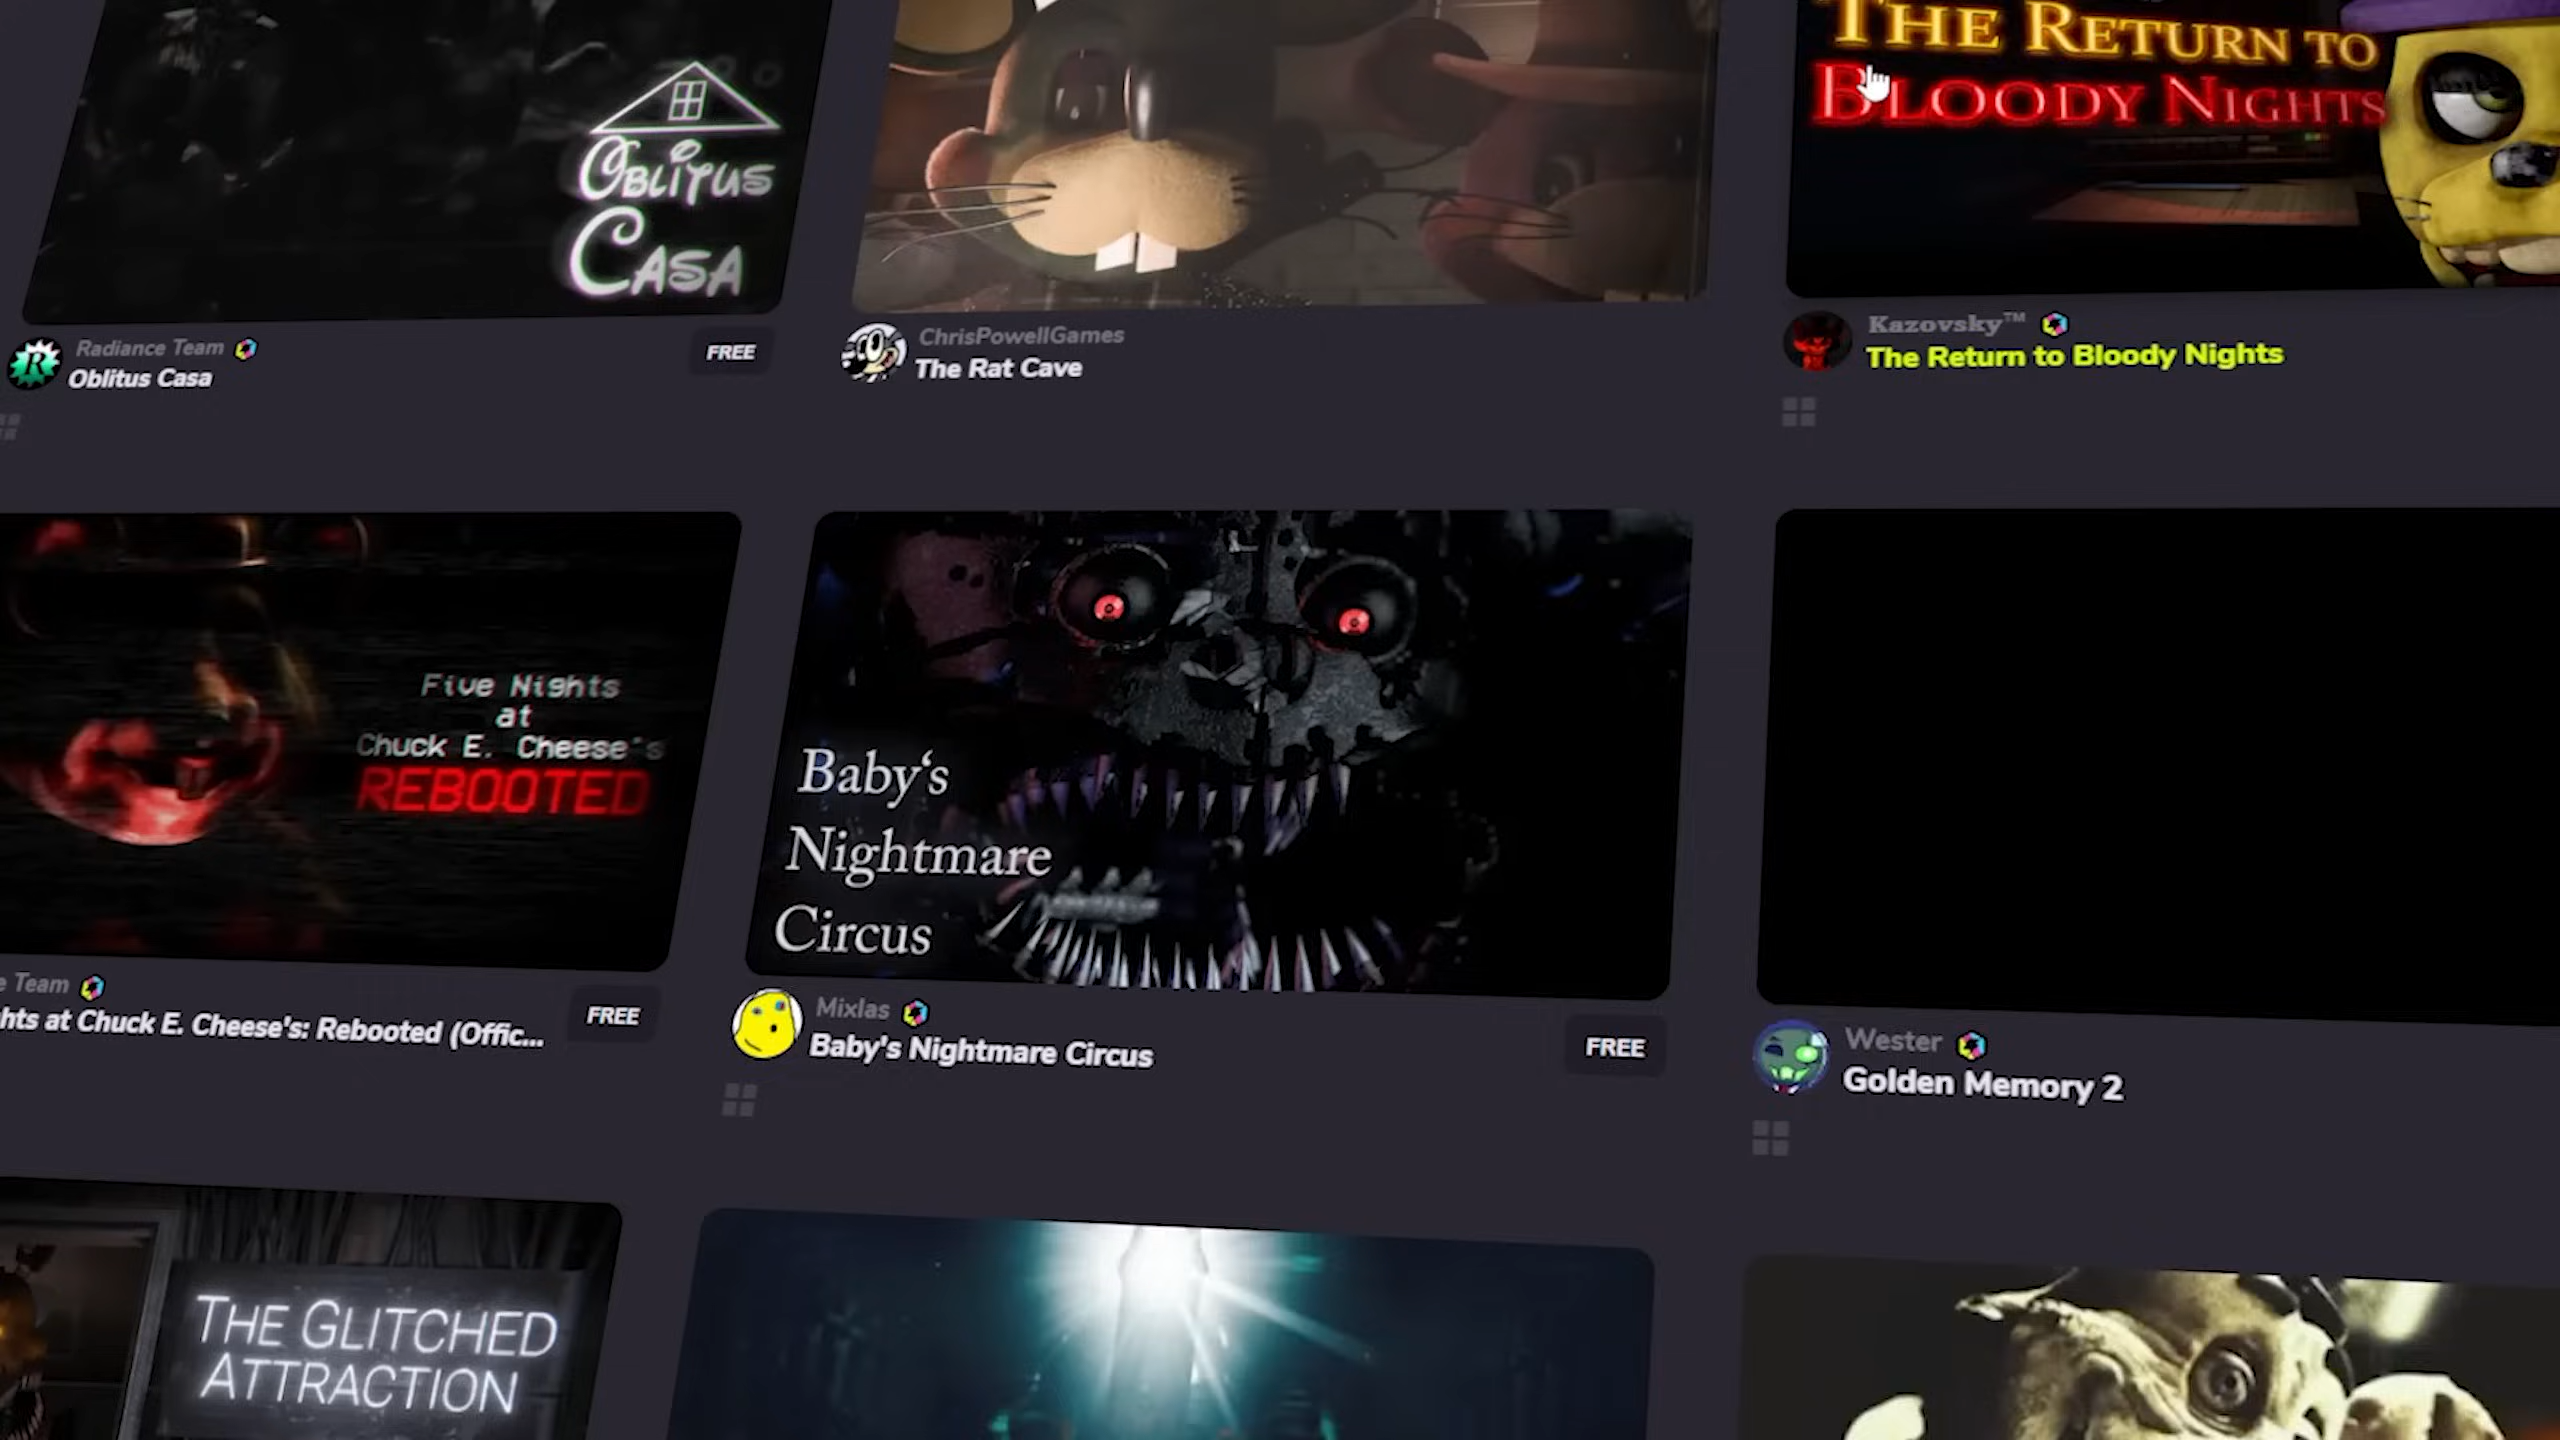 OBLITUS
CASA
Radiance Team
Oblitus Casa
FREE
ChrisPowellGames
The Rat Cave
THE RETURN TO
BLOODY NIGHTS
Kazovsky™
The Return to Bloody Nights
Five Nights
at
Chuck E. Cheese's
REBOOTED
e Team
hts at Chuck E. Cheese's: Rebooted (Offic...
FREE
Baby‘s
Nightmare
Circus
Mixlas
Baby's Nightmare Circus
FREE
Wester
Golden Memory 2
THE GLITCHED
ATTRACTION